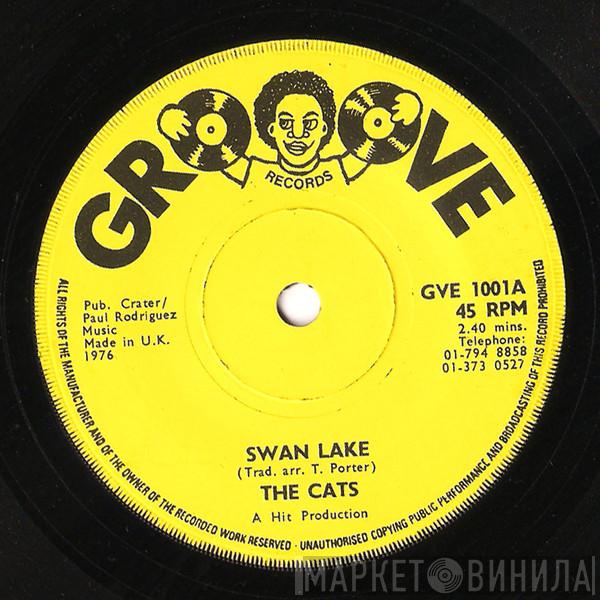 GROOVE
RECORDS
Pub. Crater/
Paul Rodriguez
Music
Made in U.K.
1976
GVE 1001A
45 RPM
2.40 mins.
Telephone:
01-794 8858
01-373 0527
SWAN LAKE
(Trad. arr. T. Porter)
THE CATS
A Hit Production
ALL RIGHTS OF THE MANUFACTURER AND OF THE OWNER OF THE RECORDED WORK RESERVED · UNAUTHORISED COPYING PUBLIC PERFORMANCE AND BROADCASTING OF THIS RECORD PROHIBITED
МАРКЕТ ВИНИЛА